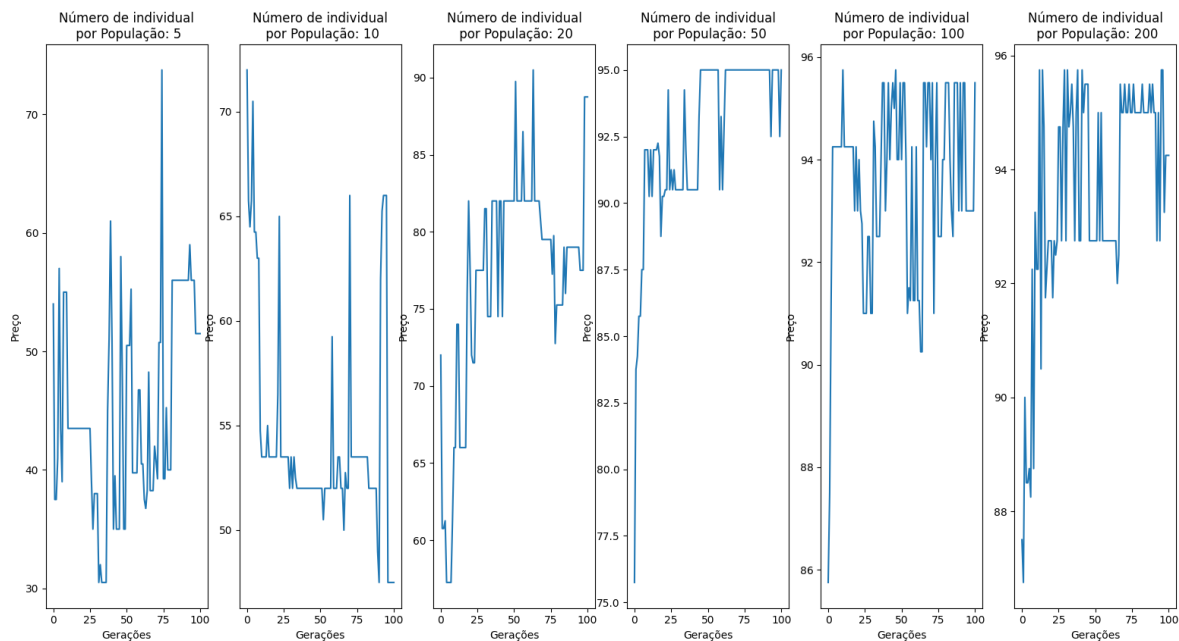 Número de individual
por População: 5
Preço
70
60
50
40
30
0
25
50
75
100
Gerações
Número de individual
por População: 10
Preço
70
65
60
55
50
0
25
50
75
100
Gerações
Número de individual
por População: 20
Preço
90
85
80
75
70
65
60
0
25
50
75
100
Gerações
Número de individual
por População: 50
Preço
95.0
92.5
90.0
87.5
85.0
82.5
80.0
77.5
75.0
0
25
50
75
100
Gerações
Número de individual
por População: 100
Preço
96
94
92
90
88
86
0
25
50
75
100
Gerações
Número de individual
por População: 200
Preço
96
94
92
90
88
0
25
50
75
100
Gerações